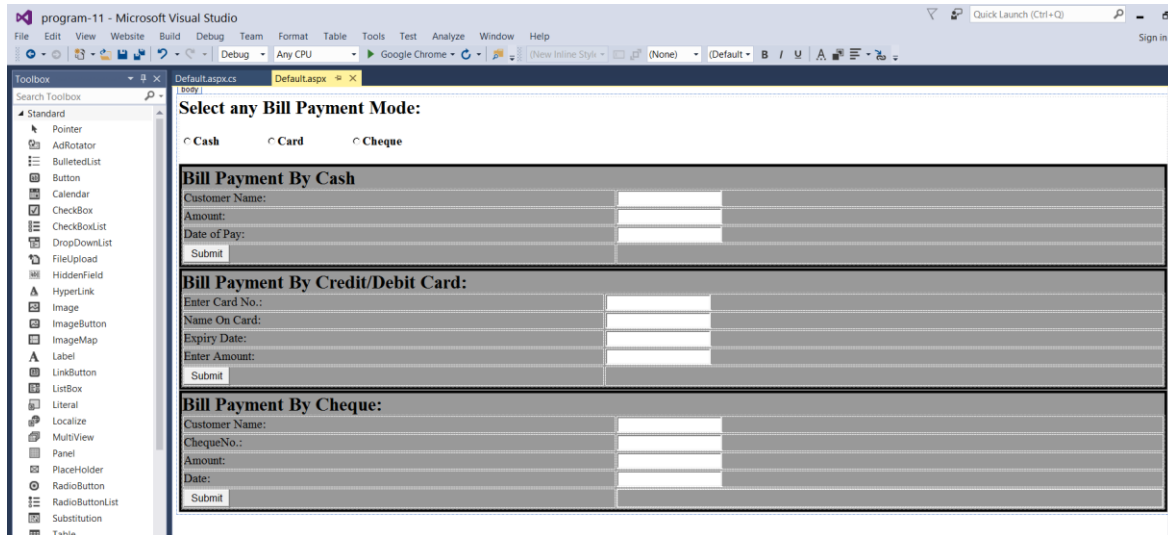 program-11 - Microsoft Visual Studio
Quick Launch (Ctrl+Q)
File Edit View Website Build Debug Team Format Table Tools Test Analyze Window Help
Sign in
Debug Any CPU Google Chrome (New Inline Style (None) (Default B I U A
Toolbox
Default.aspx.cs Default.aspx
Search Toolbox
body
Standard
Pointer
AdRotator
BulletedList
Button
Calendar
CheckBox
CheckBoxList
DropDownList
FileUpload
HiddenField
HyperLink
Image
ImageButton
ImageMap
Label
LinkButton
ListBox
Literal
Localize
MultiView
Panel
PlaceHolder
RadioButton
RadioButtonList
Substitution
Table
Select any Bill Payment Mode:
Cash Card Cheque
Bill Payment By Cash
Customer Name:
Amount:
Date of Pay:
Submit
Bill Payment By Credit/Debit Card:
Enter Card No.:
Name On Card:
Expiry Date:
Enter Amount:
Submit
Bill Payment By Cheque:
Customer Name:
ChequeNo.:
Amount:
Date:
Submit